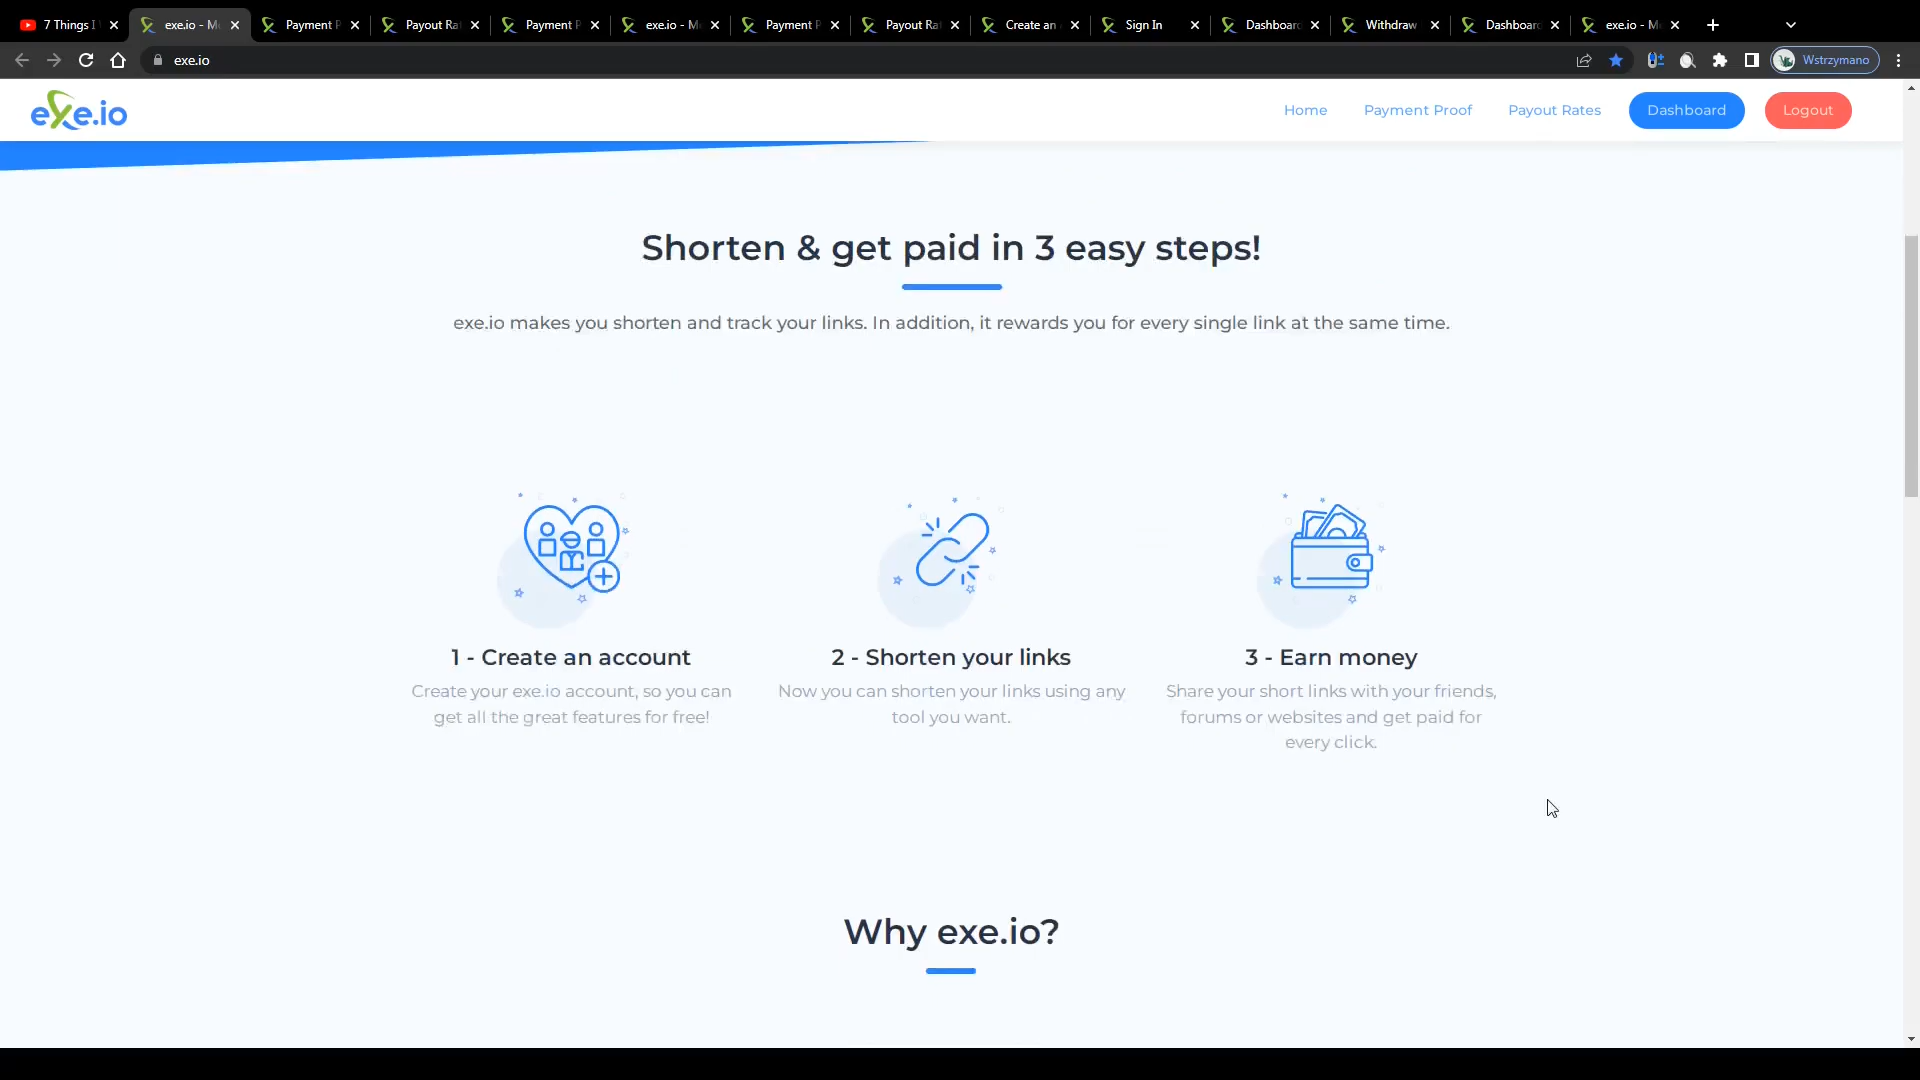 7 Things I
exe.io - M
Payment P
Payout Ra
Payment P
exe.io - M
Payment P
Payout Ra
Create an
Sign In
Dashboar
Withdraw
Dashboar
exe.io - M
exe.io
Wstrzymano
exe.io
Home
Payment Proof
Payout Rates
Dashboard
Logout
Shorten & get paid in 3 easy steps!
exe.io makes you shorten and track your links. In addition, it rewards you for every single link at the same time.
1 - Create an account
Create your exe.io account, so you can
get all the great features for free!
2 - Shorten your links
Now you can shorten your links using any
tool you want.
3 - Earn money
Share your short links with your friends,
forums or websites and get paid for
every click.
Why exe.io?